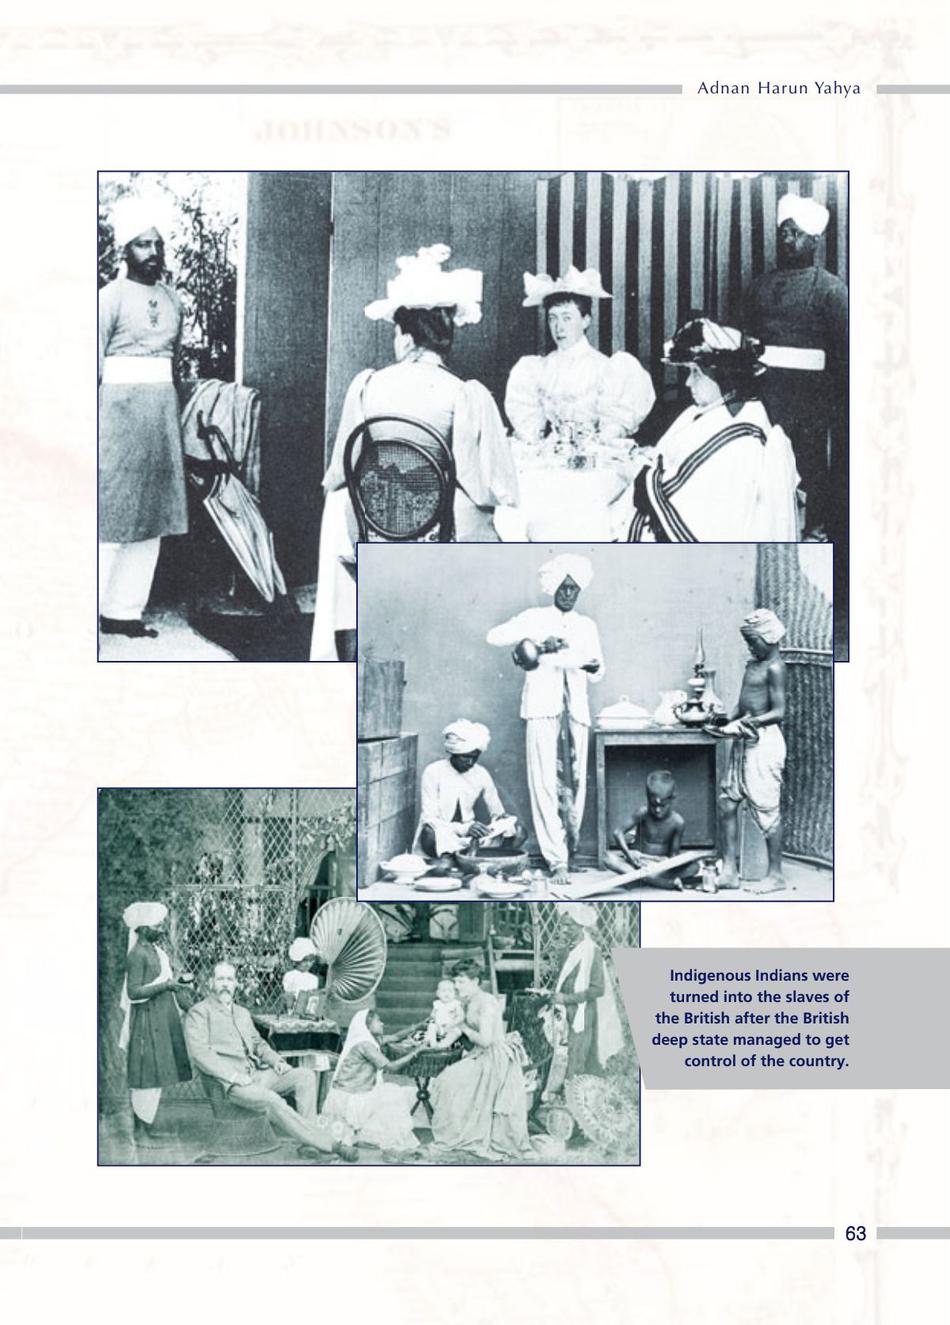 Adnan Harun Yahya
JOHNSON'S
Indigenous Indians were
turned into the slaves of
the British after the British
deep state managed to get
control of the country.
63